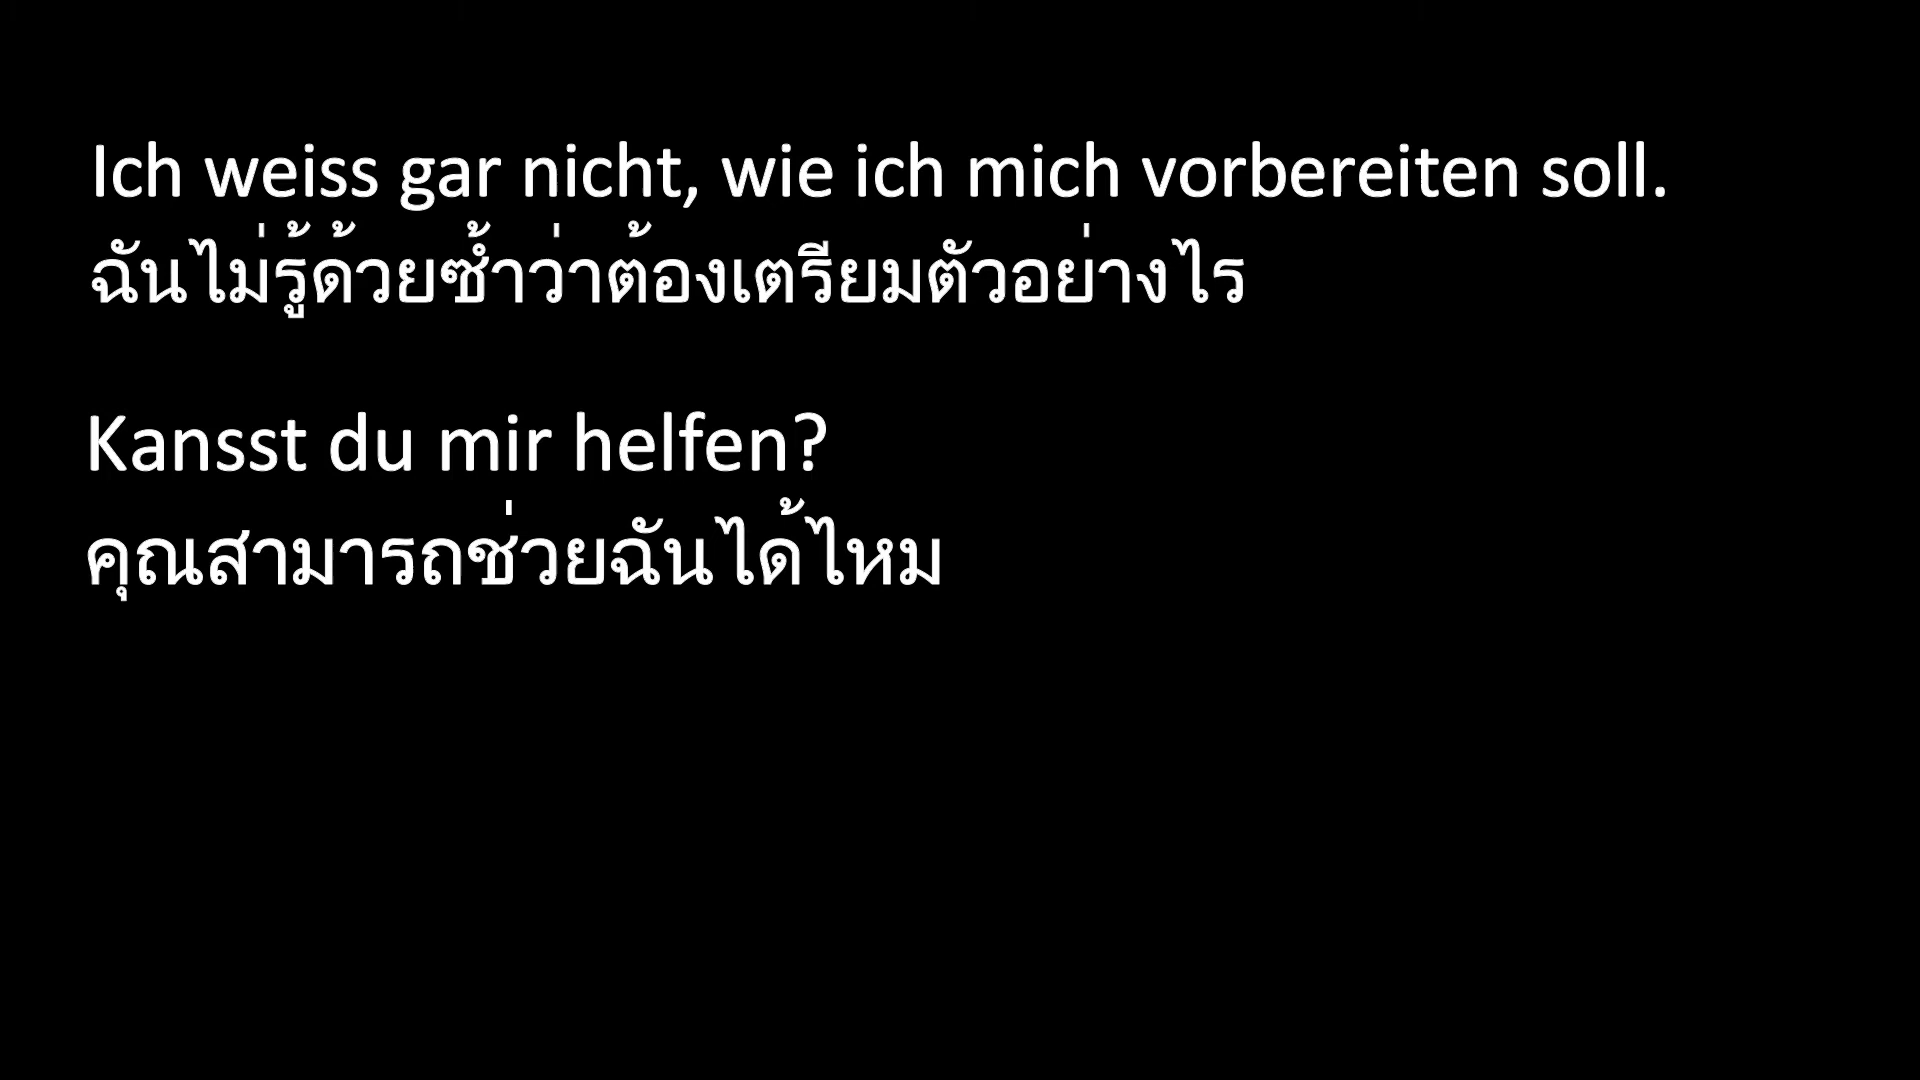 Ich weiss gar nicht, wie ich mich vorbereiten soll.
ฉันไม่รู้ด้วยซ้ำว่าต้องเตรียมตัวอย่างไร
Kansst du mir helfen?
คุณสามารถช่วยฉันได้ไหม